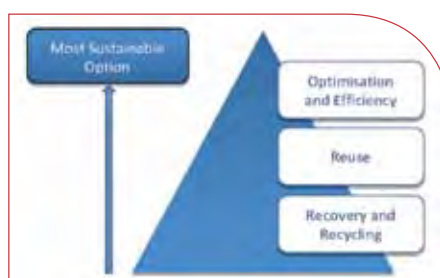 Most Sustainable
Option
Optimisation
and Efficiency
Reuse
Recovery and
Recycling